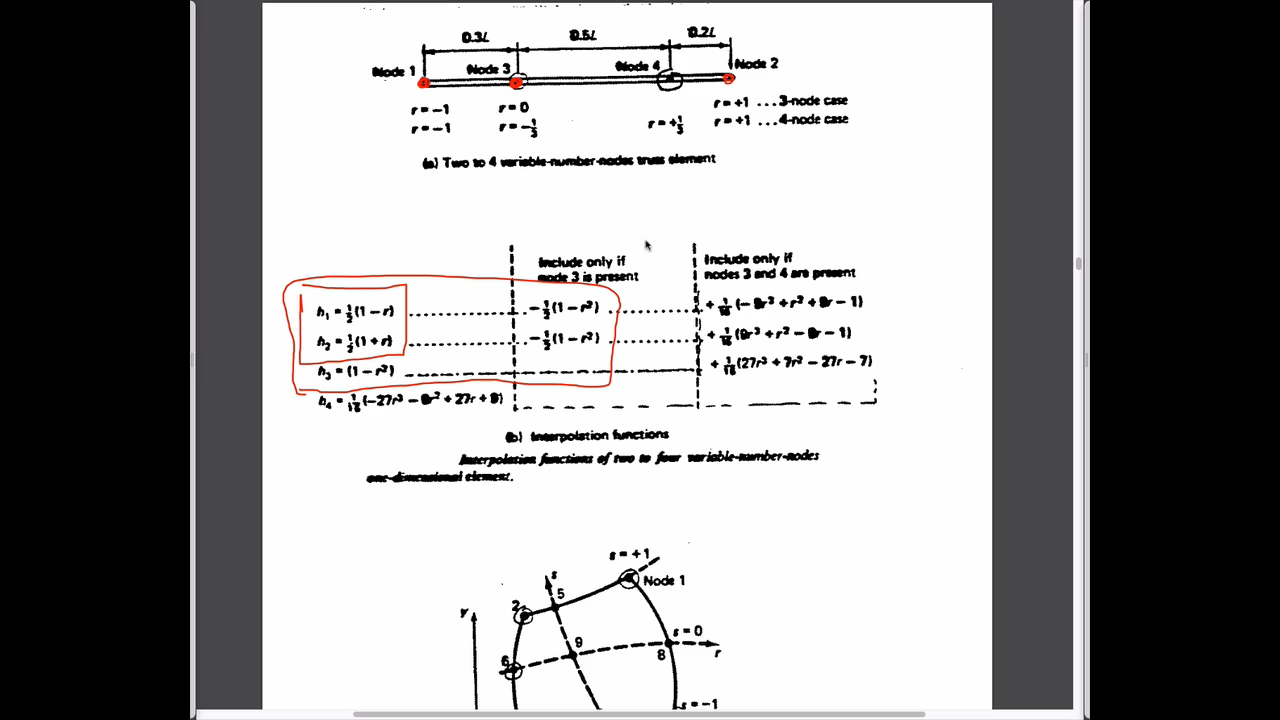 0.3L 0.5L 0.2L
Node 1 Node 3 Node 4 Node 2
r = −1 r = 0 r = +1 ...3-node case
r = −1 r = −1/3 r = +1/3 r = +1 ...4-node case
(a) Two to 4 variable-number-nodes truss element
Include only if Include only if
node 3 is present nodes 3 and 4 are present
h₁ = ½(1 − r) ........ − ½(1 − r²) ........ + 1/16 (−9r³ + r² + 9r − 1)
h₂ = ½(1 + r) ........ − ½(1 − r²) ........ + 1/16 (9r³ + r² − 9r − 1)
h₃ = (1 − r²) + 1/16 (27r³ + 7r² − 27r − 7)
h₄ = 1/16 (−27r³ − 9r² + 27r + 9)
(b) Interpolation functions
Interpolation functions of two to four variable-number-nodes
one-dimensional element.
s = +1
s
Node 1
5
2
y
s = 0
9
8
r
6
s = −1